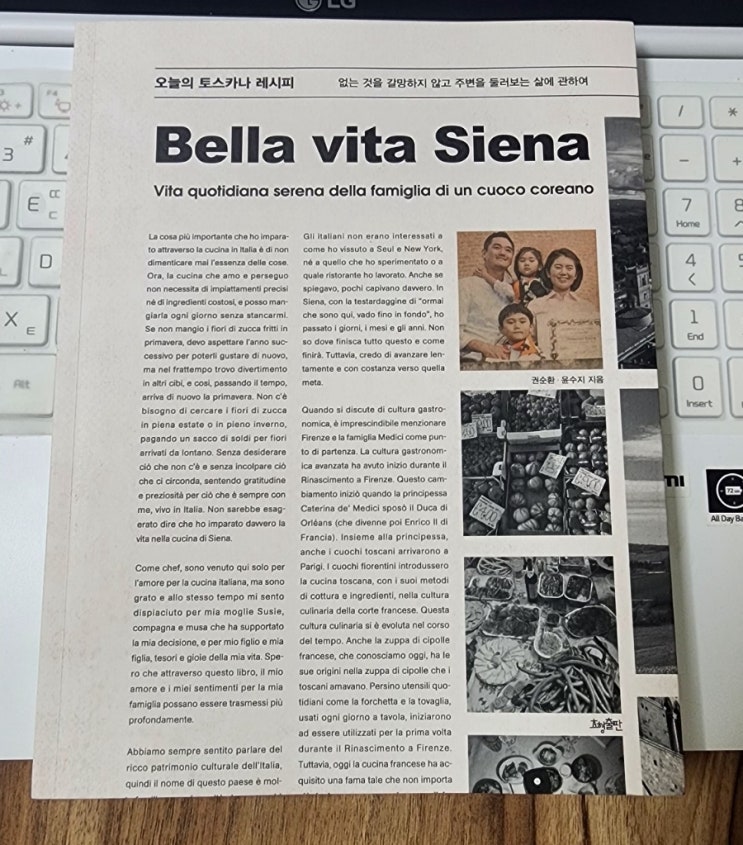 LG
오늘의 토스카나 레시피
없는 것을 갈망하지 않고 주변을 둘러보는 삶에 관하여
Bella vita Siena
Vita quotidiana serena della famiglia di un cuoco coreano
La cosa più importante che ho impara-
to attraverso la cucina in Italia è di non
dimenticare mai l'essenza delle cose.
Ora, la cucina che amo e perseguo
non necessita di impiattamenti precisi
né di ingredienti costosi, e posso man-
giarla ogni giorno senza stancarmi.
Se non mangio i fiori di zucca fritti in
primavera, devo aspettare l'anno suc-
cessivo per poterli gustare di nuovo,
ma nel frattempo trovo divertimento
in altri cibi, e così, passando il tempo,
arriva di nuovo la primavera. Non c'è
bisogno di cercare i fiori di zucca
in piena estate o in pieno inverno,
pagando un sacco di soldi per fiori
arrivati da lontano. Senza desiderare
ciò che non c'è e senza incolpare ciò
che ci circonda, sentendo gratitudine
e preziosità per ciò che è sempre con
me, vivo in Italia. Non sarebbe esag-
erato dire che ho imparato davvero la
vita nella cucina di Siena.
Come chef, sono venuto qui solo per
l'amore per la cucina italiana, ma sono
grato e allo stesso tempo mi sento
dispiaciuto per mia moglie Susie,
compagna e musa che ha supportato
la mia decisione, e per mio figlio e mia
figlia, tesori e gioie della mia vita. Spe-
ro che attraverso questo libro, il mio
amore e i miei sentimenti per la mia
famiglia possano essere trasmessi più
profondamente.
Abbiamo sempre sentito parlare del
ricco patrimonio culturale dell'Italia,
quindi il nome di questo paese è mol-
Gli italiani non erano interessati a
come ho vissuto a Seul e New York,
né a quello che ho sperimentato o a
quale ristorante ho lavorato. Anche se
spiegavo, pochi capivano davvero. In
Siena, con la testardaggine di "ormai
che sono qui, vado fino in fondo", ho
passato i giorni, i mesi e gli anni. Non
so dove finisca tutto questo e come
finirà. Tuttavia, credo di avanzare len-
tamente e con costanza verso quella
meta.
Quando si discute di cultura gastro-
nomica, è imprescindibile menzionare
Firenze e la famiglia Medici come pun-
to di partenza. La cultura gastronom-
ica avanzata ha avuto inizio durante il
Rinascimento a Firenze. Questo cam-
biamento iniziò quando la principessa
Caterina de' Medici sposò il Duca di
Orléans (che divenne poi Enrico II di
Francia). Insieme alla principessa,
anche i cuochi toscani arrivarono a
Parigi. I cuochi fiorentini introdussero
la cucina toscana, con i suoi metodi
di cottura e ingredienti, nella cultura
culinaria della corte francese. Questa
cultura culinaria si è evoluta nel corso
del tempo. Anche la zuppa di cipolle
francese, che conosciamo oggi, ha le
sue origini nella zuppa di cipolle che i
toscani amavano. Persino utensili quo-
tidiani come la forchetta e la tovaglia,
usati ogni giorno a tavola, iniziarono
ad essere utilizzati per la prima volta
durante il Rinascimento a Firenze.
Tuttavia, oggi la cucina francese ha ac-
quisito una fama tale che non importa
권순환·윤수지 지음
초랭출판
# 3
E ㄷㄷ ㄷ
D
X E
Alt
/
*
-
+
7 Home
8
4
1 End
0 Insert
All Day Ba
72